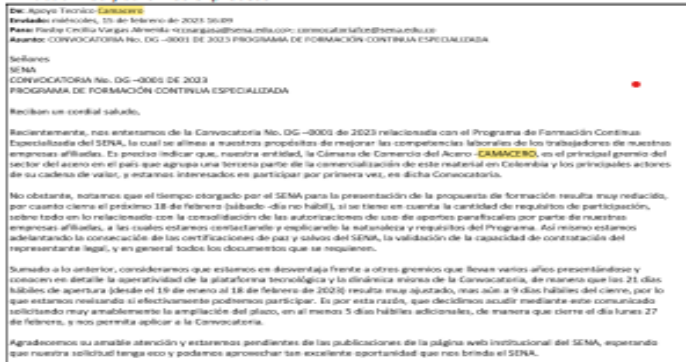 De: Apoyo Tecnico Camacero
Enviado: miércoles, 15 de febrero de 2023 16:09
Para: Cecilia Vargas Almeida convocatoriafce@sena.edu.co
Asunto: CONVOCATORIA No. DG –0001 DE 2023 PROGRAMA DE FORMACIÓN CONTINUA ESPECIALIZADA
Señores
SENA
CONVOCATORIA No. DG –0001 DE 2023
PROGRAMA DE FORMACIÓN CONTINUA ESPECIALIZADA
Reciban un cordial saludo,
Recientemente, nos enteramos de la Convocatoria No. DG –0001 de 2023 relacionada con el Programa de Formación Continua
Especializada del SENA, la cual se alinea a nuestros propósitos de mejorar las competencias laborales de los trabajadores de nuestras
empresas afiliadas. Es preciso indicar que, nuestra entidad, la Cámara de Comercio del Acero -CAMACERO, es el principal gremio del
sector del acero en el país que agrupa una tercera parte de la comercialización de este material en Colombia y los principales actores
de su cadena de valor, y estamos interesados en participar por primera vez, en dicha Convocatoria.
No obstante, notamos que el tiempo otorgado por el SENA para la presentación de la propuesta de formación resulta muy reducido,
por cuanto cierra el próximo 18 de febrero (sábado -día no hábil), si se tiene en cuenta la cantidad de requisitos de participación,
sobre todo en lo relacionado con la consolidación de las autorizaciones de uso de aportes parafiscales por parte de nuestras
empresas afiliadas, a las cuales estamos contactando y explicando la naturaleza y requisitos del Programa. Así mismo estamos
adelantando la consecución de las certificaciones de paz y salvos del SENA, la validación de la capacidad de contratación del
representante legal, y en general todos los documentos que se requieren.
Sumado a lo anterior, consideramos que estamos en desventaja frente a otros gremios que llevan varios años presentándose y
conocen en detalle la operatividad de la plataforma tecnológica y la dinámica misma de la Convocatoria, de manera que los 21 días
hábiles de apertura (desde el 19 de enero al 18 de febrero de 2023) resulta muy ajustado, mas aún a 9 días hábiles del cierre, por lo
que estamos revisando si efectivamente podremos participar. Es por esta razón, que decidimos acudir mediante este comunicado
solicitando muy amablemente la ampliación del plazo, en al menos 5 días hábiles adicionales, de manera que cierre el día lunes 27
de febrero, y nos permita aplicar a la Convocatoria.
Agradecemos su amable atención y estaremos pendientes de las publicaciones de la página web institucional del SENA, esperando
que nuestra solicitud tenga eco y podamos aprovechar tan excelente oportunidad que nos brinda el SENA.